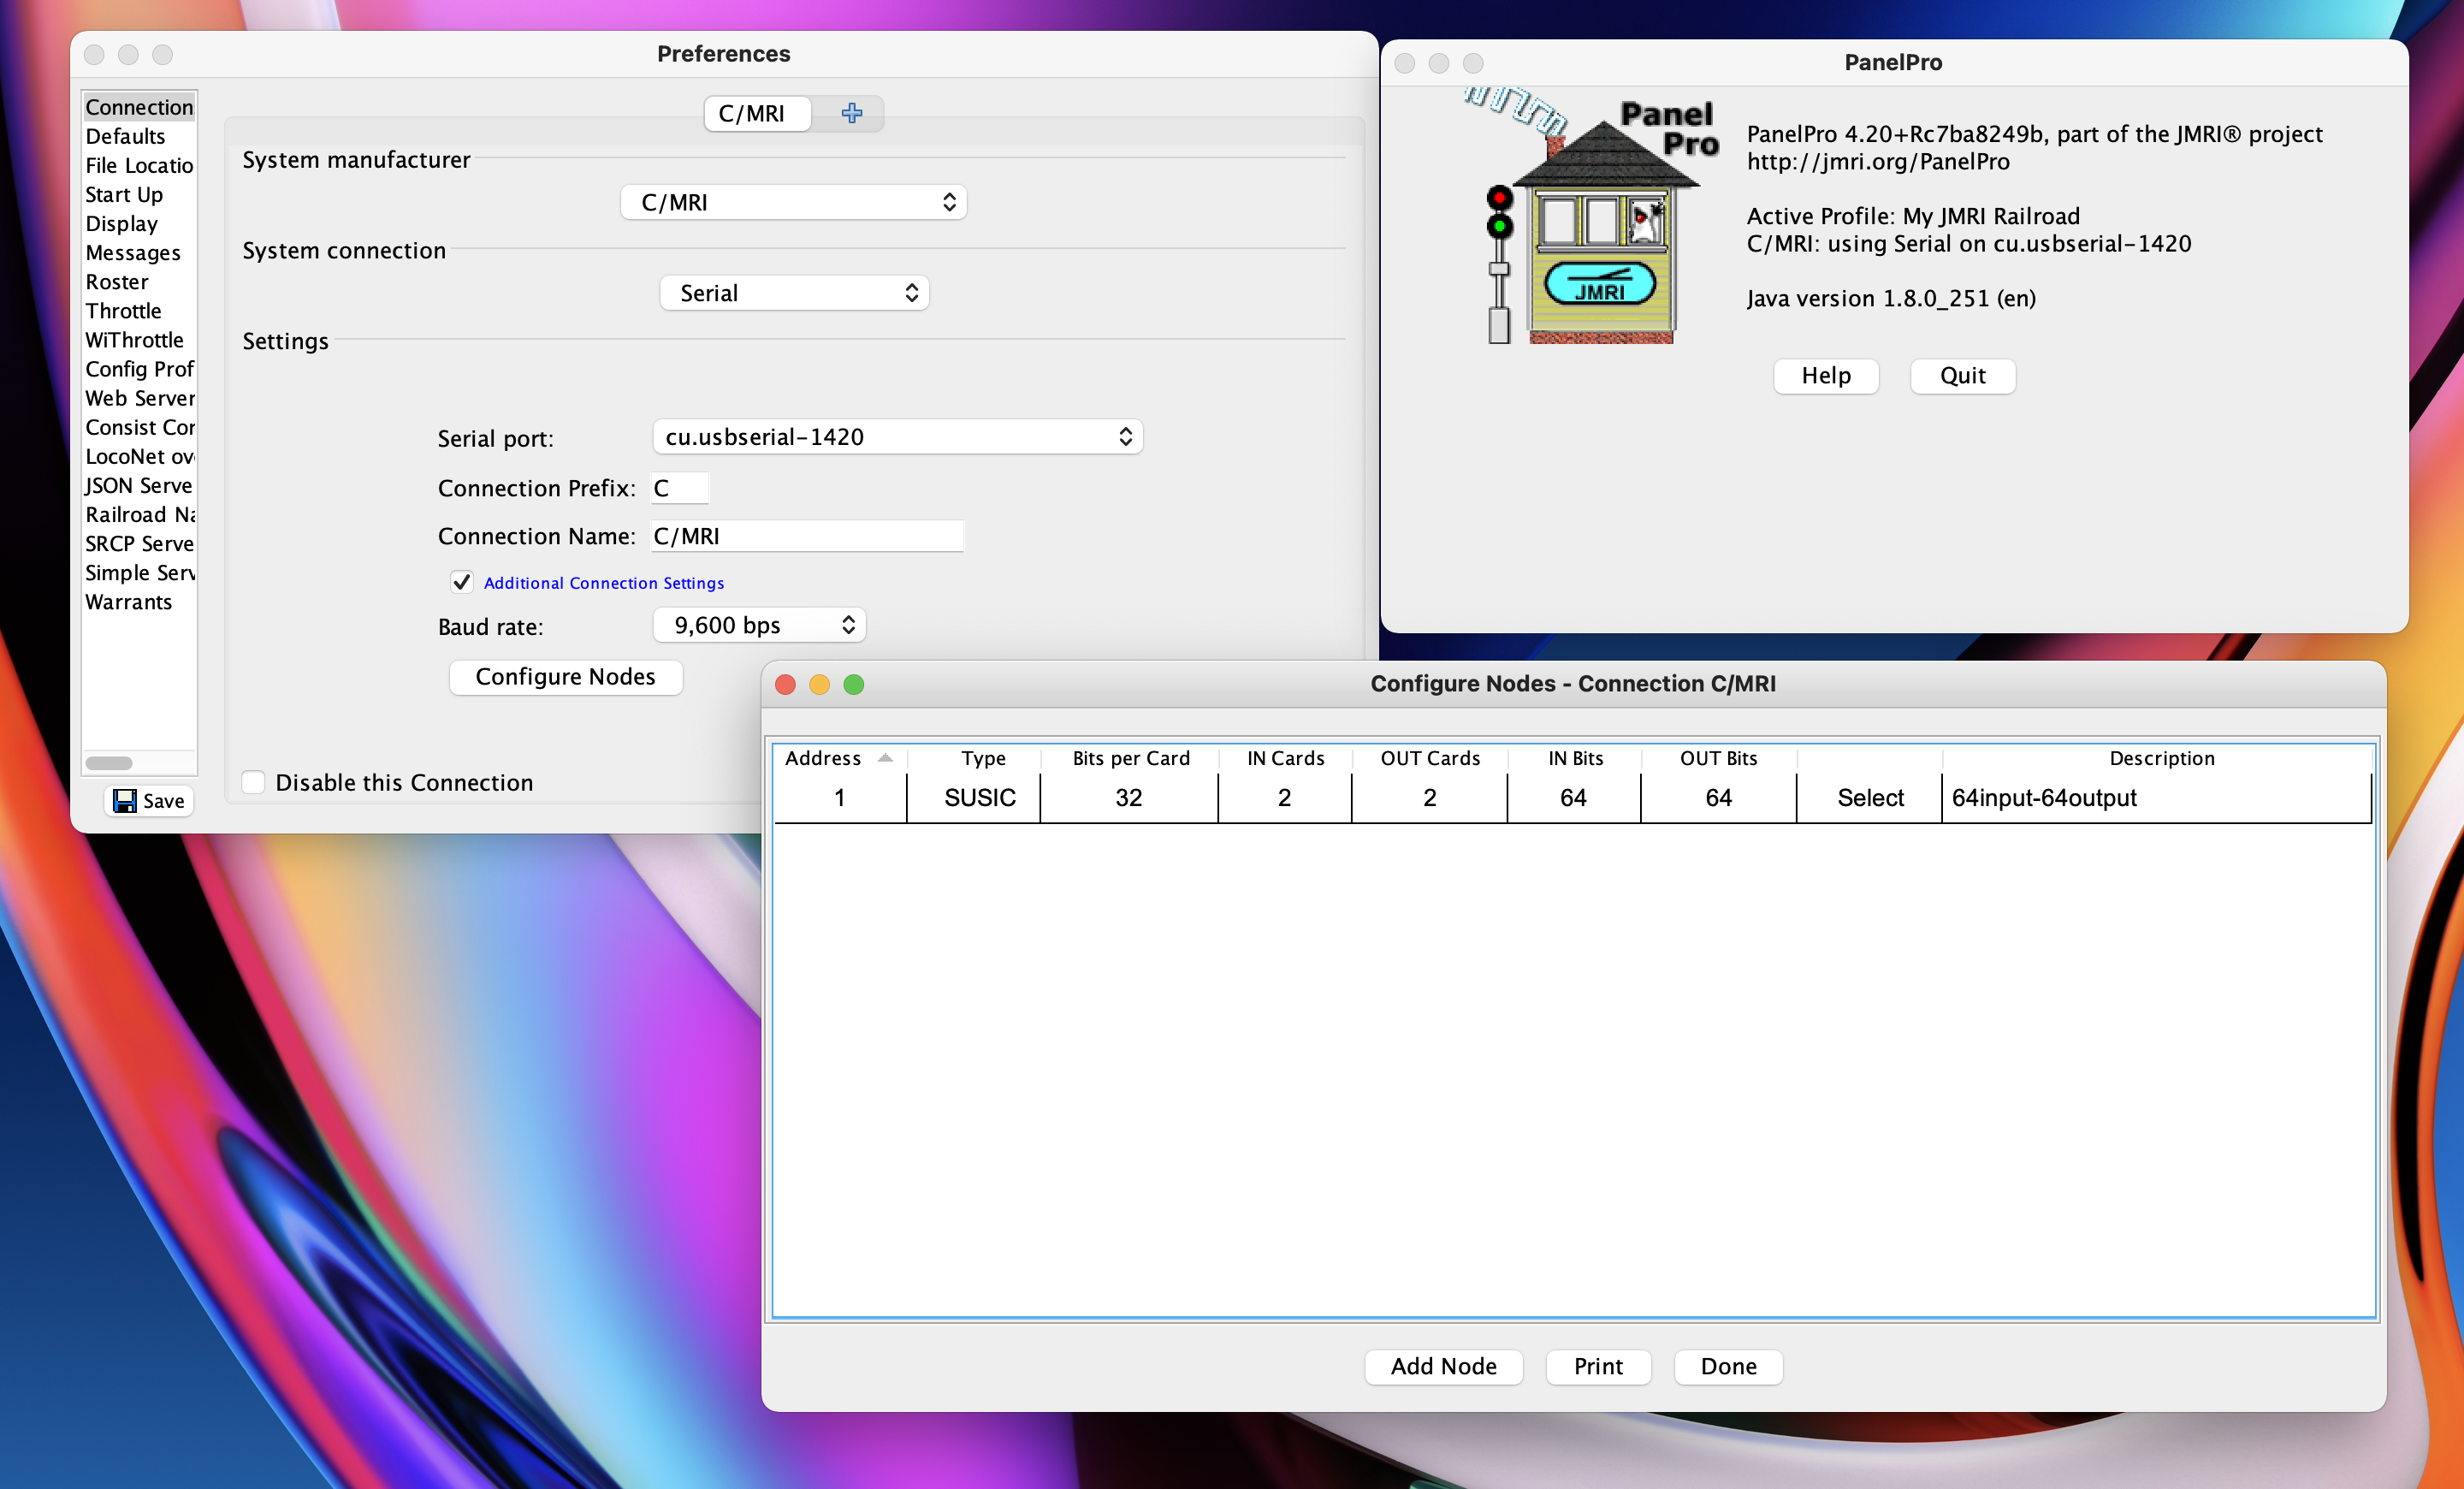 Preferences
Connection
Defaults
File Locatio
Start Up
Display
Messages
Roster
Throttle
WiThrottle
Config Prof
Web Server
Consist Cor
LocoNet ov
JSON Serve
Railroad Na
SRCP Serve
Simple Serv
Warrants
Save
C/MRI
System manufacturer
C/MRI
System connection
Serial
Settings
Serial port: cu.usbserial-1420
Connection Prefix: C
Connection Name: C/MRI
Additional Connection Settings
Baud rate: 9,600 bps
Configure Nodes
Disable this Connection
PanelPro
Panel
Pro
JMRI
PanelPro 4.20+Rc7ba8249b, part of the JMRI® project
http://jmri.org/PanelPro
Active Profile: My JMRI Railroad
C/MRI: using Serial on cu.usbserial-1420
Java version 1.8.0_251 (en)
Help Quit
Configure Nodes - Connection C/MRI
Address Type Bits per Card IN Cards OUT Cards IN Bits OUT Bits Description
1 SUSIC 32 2 2 64 64 Select 64input-64output
Add Node Print Done